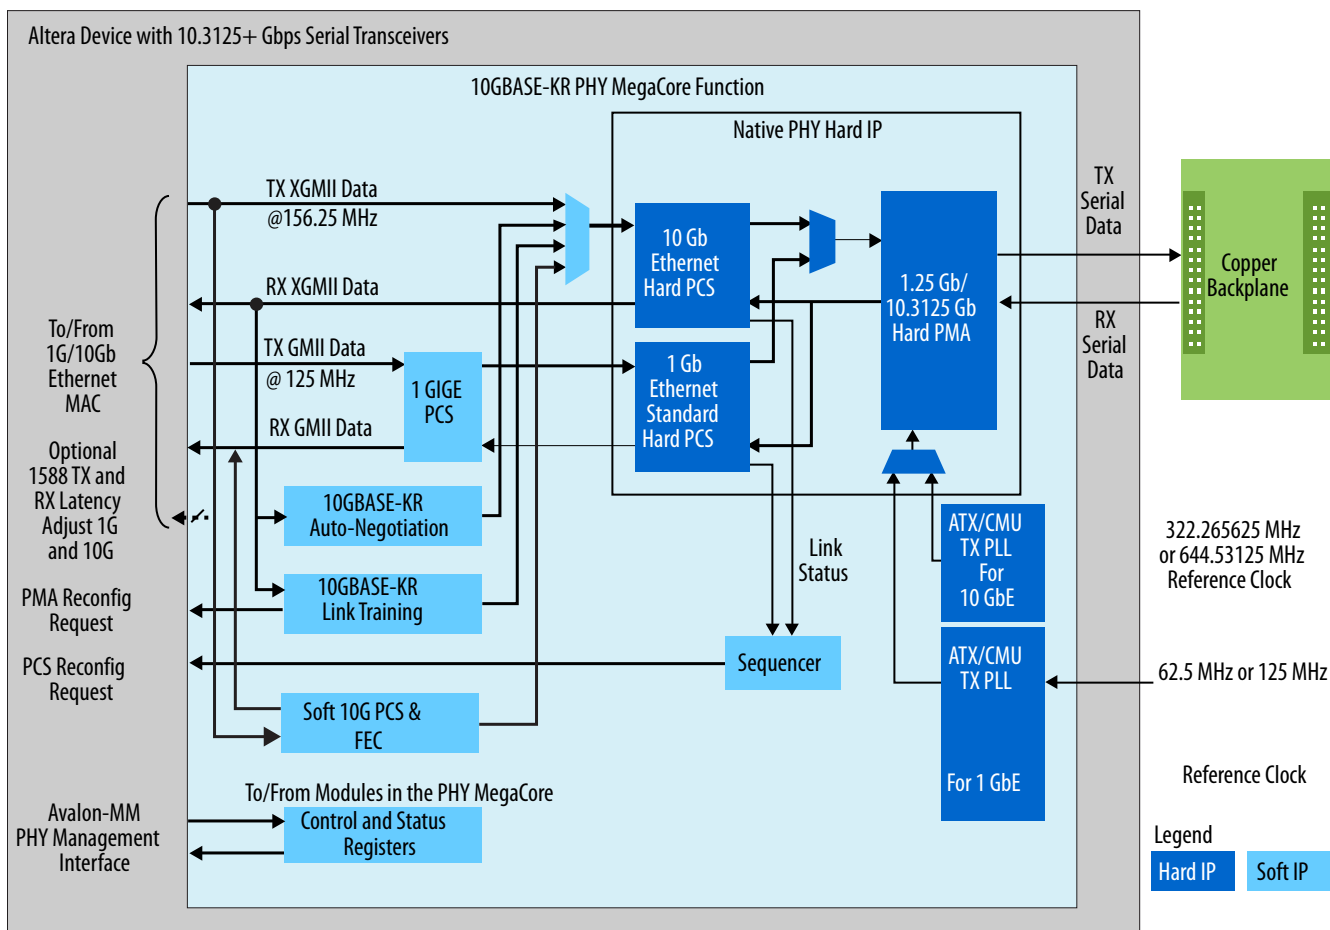 Altera Device with 10.3125+ Gbps Serial Transceivers
10GBASE-KR PHY MegaCore Function
Native PHY Hard IP
TX XGMII Data
@156.25 MHz
RX XGMII Data
TX GMII Data
@ 125 MHz
RX GMII Data
1 GIGE
PCS
10 Gb
Ethernet
Hard PCS
1 Gb
Ethernet
Standard
Hard PCS
1.25 Gb/
10.3125 Gb
Hard PMA
TX
Serial
Data
RX
Serial
Data
Copper
Backplane
To/From
1G/10Gb
Ethernet
MAC
Optional
1588 TX and
RX Latency
Adjust 1G
and 10G
PMA Reconfig
Request
PCS Reconfig
Request
Avalon-MM
PHY Management
Interface
10GBASE-KR
Auto-Negotiation
10GBASE-KR
Link Training
Soft 10G PCS &
FEC
To/From Modules in the PHY MegaCore
Control and Status
Registers
Link
Status
Sequencer
ATX/CMU
TX PLL
For
10 GbE
ATX/CMU
TX PLL
For 1 GbE
322.265625 MHz
or 644.53125 MHz
Reference Clock
62.5 MHz or 125 MHz
Reference Clock
Legend
Hard IP
Soft IP